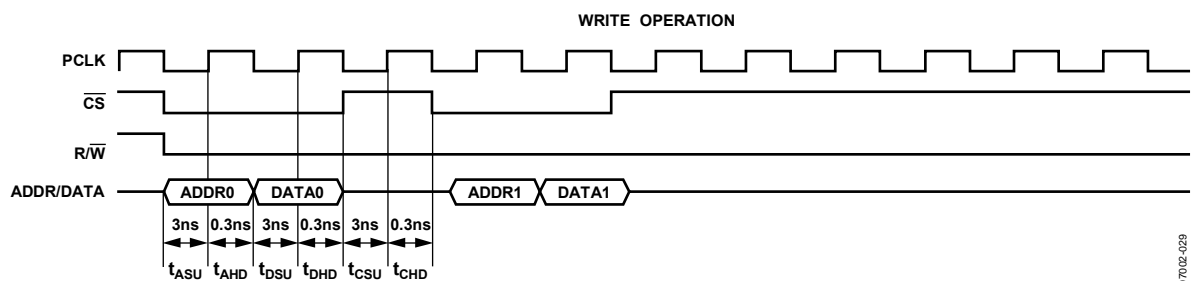 WRITE OPERATION
PCLK
CS
R/W
ADDR/DATA
ADDR0 DATA0 ADDR1 DATA1
3ns 0.3ns 3ns 0.3ns 3ns 0.3ns
tASU tAHD tDSU tDHD tCSU tCHD
07002-029